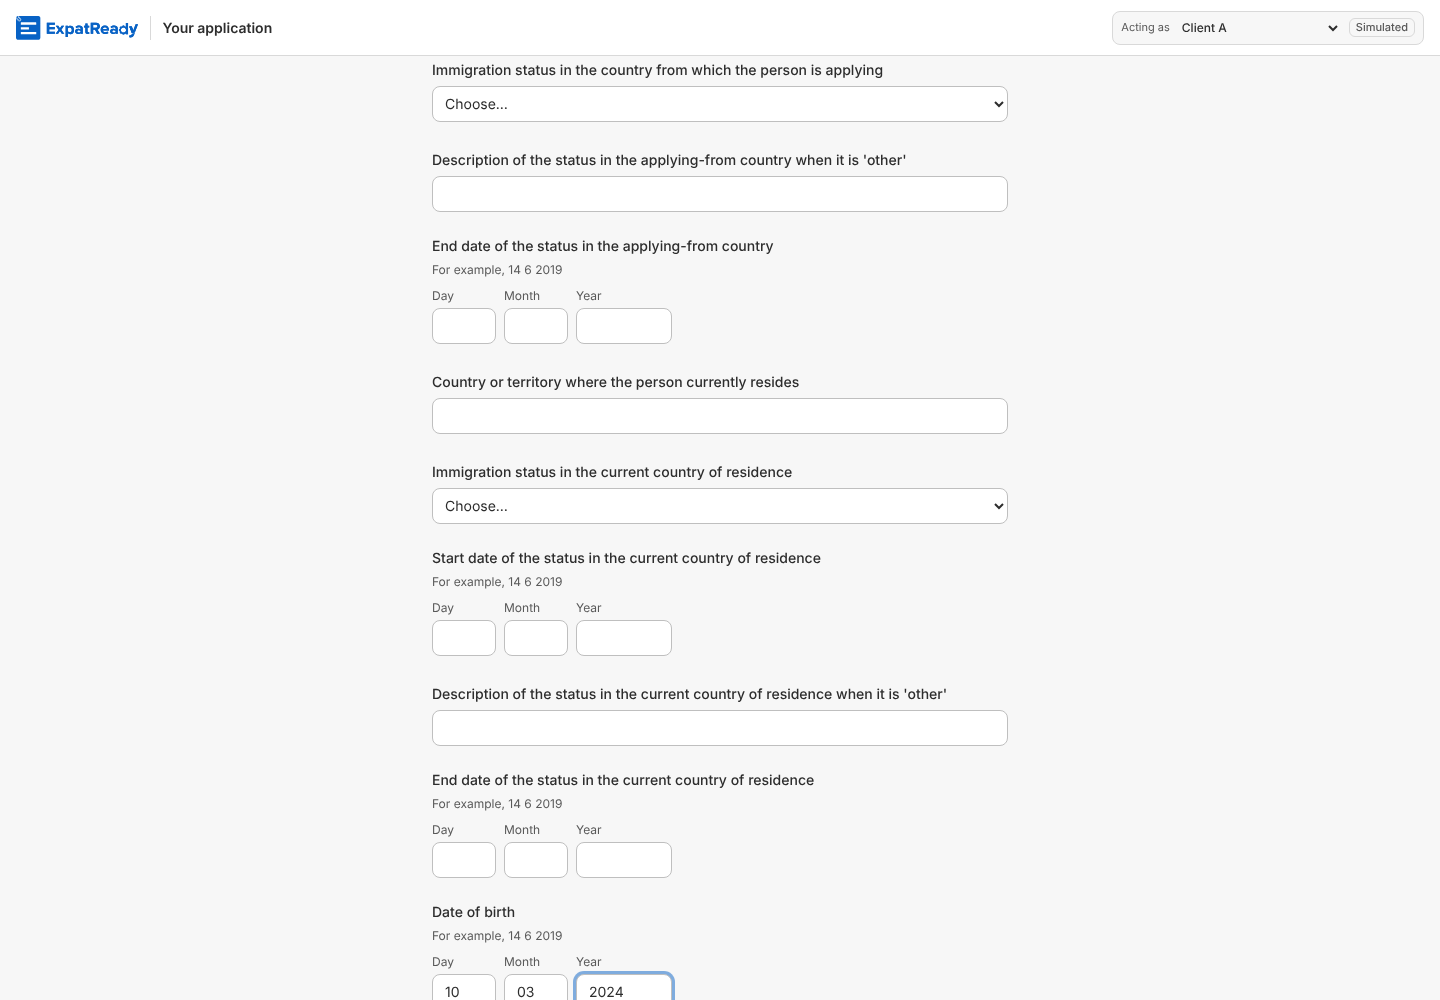 ExpatReady
Your application
Acting as Client A Simulated
Immigration status in the country from which the person is applying
Choose...
Description of the status in the applying-from country when it is 'other'
End date of the status in the applying-from country
For example, 14 6 2019
Day Month Year
Country or territory where the person currently resides
Immigration status in the current country of residence
Choose...
Start date of the status in the current country of residence
For example, 14 6 2019
Day Month Year
Description of the status in the current country of residence when it is 'other'
End date of the status in the current country of residence
For example, 14 6 2019
Day Month Year
Date of birth
For example, 14 6 2019
Day Month Year
10 03 2024